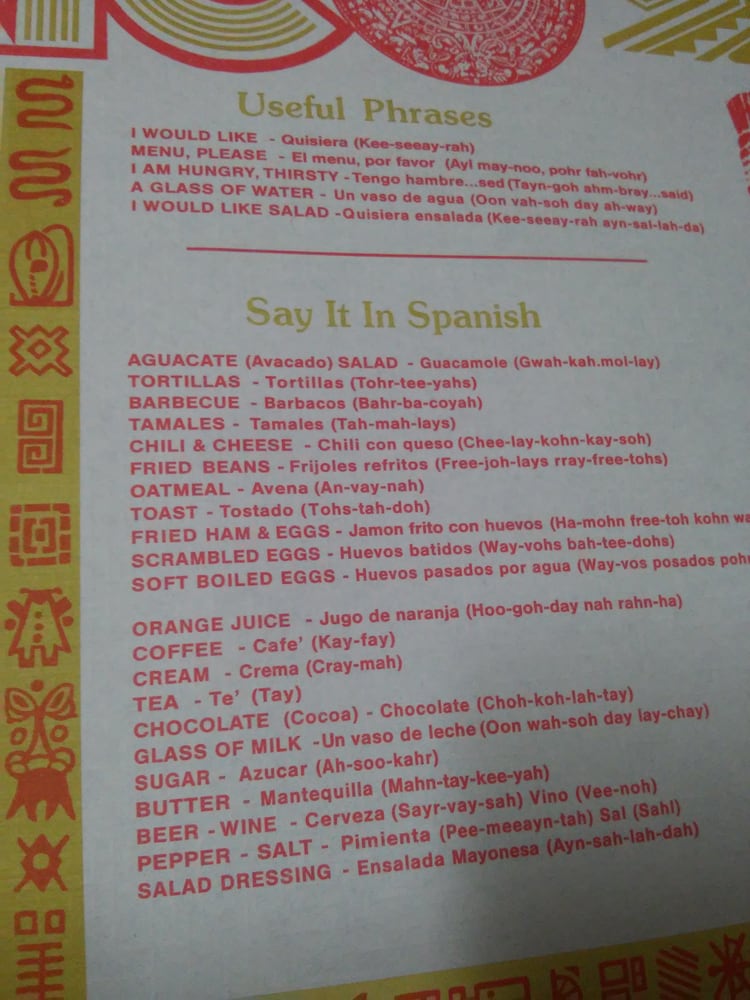 Useful Phrases
I WOULD LIKE - Quisiera (Kee-seeay-rah)
MENU, PLEASE - El menu, por favor (Ayl may-noo, pohr fah-vohr)
I AM HUNGRY, THIRSTY - Tengo hambre...sed (Tayn-goh ahm-bray...said)
A GLASS OF WATER - Un vaso de agua (Oon vah-soh day ah-way)
I WOULD LIKE SALAD -Quisiera ensalada (Kee-seeay-rah ayn-sal-lah-da)
Say It In Spanish
AGUACATE (Avacado) SALAD - Guacamole (Gwah-kah.mol-lay)
TORTILLAS - Tortillas (Tohr-tee-yahs)
BARBECUE - Barbacos (Bahr-ba-coyah)
TAMALES - Tamales (Tah-mah-lays)
CHILI & CHEESE - Chili con queso (Chee-lay-kohn-kay-soh)
FRIED BEANS - Frijoles refritos (Free-joh-lays rray-free-tohs)
OATMEAL - Avena (An-vay-nah)
TOAST - Tostado (Tohs-tah-doh)
FRIED HAM & EGGS - Jamon frito con huevos (Ha-mohn free-toh kohn wa
SCRAMBLED EGGS - Huevos batidos (Way-vohs bah-tee-dohs)
SOFT BOILED EGGS - Huevos pasados por agua (Way-vos posados pohr
ORANGE JUICE - Jugo de naranja (Hoo-goh-day nah rahn-ha)
COFFEE - Cafe' (Kay-fay)
CREAM - Crema (Cray-mah)
TEA - Te' (Tay)
CHOCOLATE (Cocoa) - Chocolate (Choh-koh-lah-tay)
GLASS OF MILK -Un vaso de leche (Oon wah-soh day lay-chay)
SUGAR - Azucar (Ah-soo-kahr)
BUTTER - Mantequilla (Mahn-tay-kee-yah)
BEER - WINE - Cerveza (Sayr-vay-sah) Vino (Vee-noh)
PEPPER - SALT - Pimienta (Pee-meeayn-tah) Sal (Sahl)
SALAD DRESSING - Ensalada Mayonesa (Ayn-sah-lah-dah)